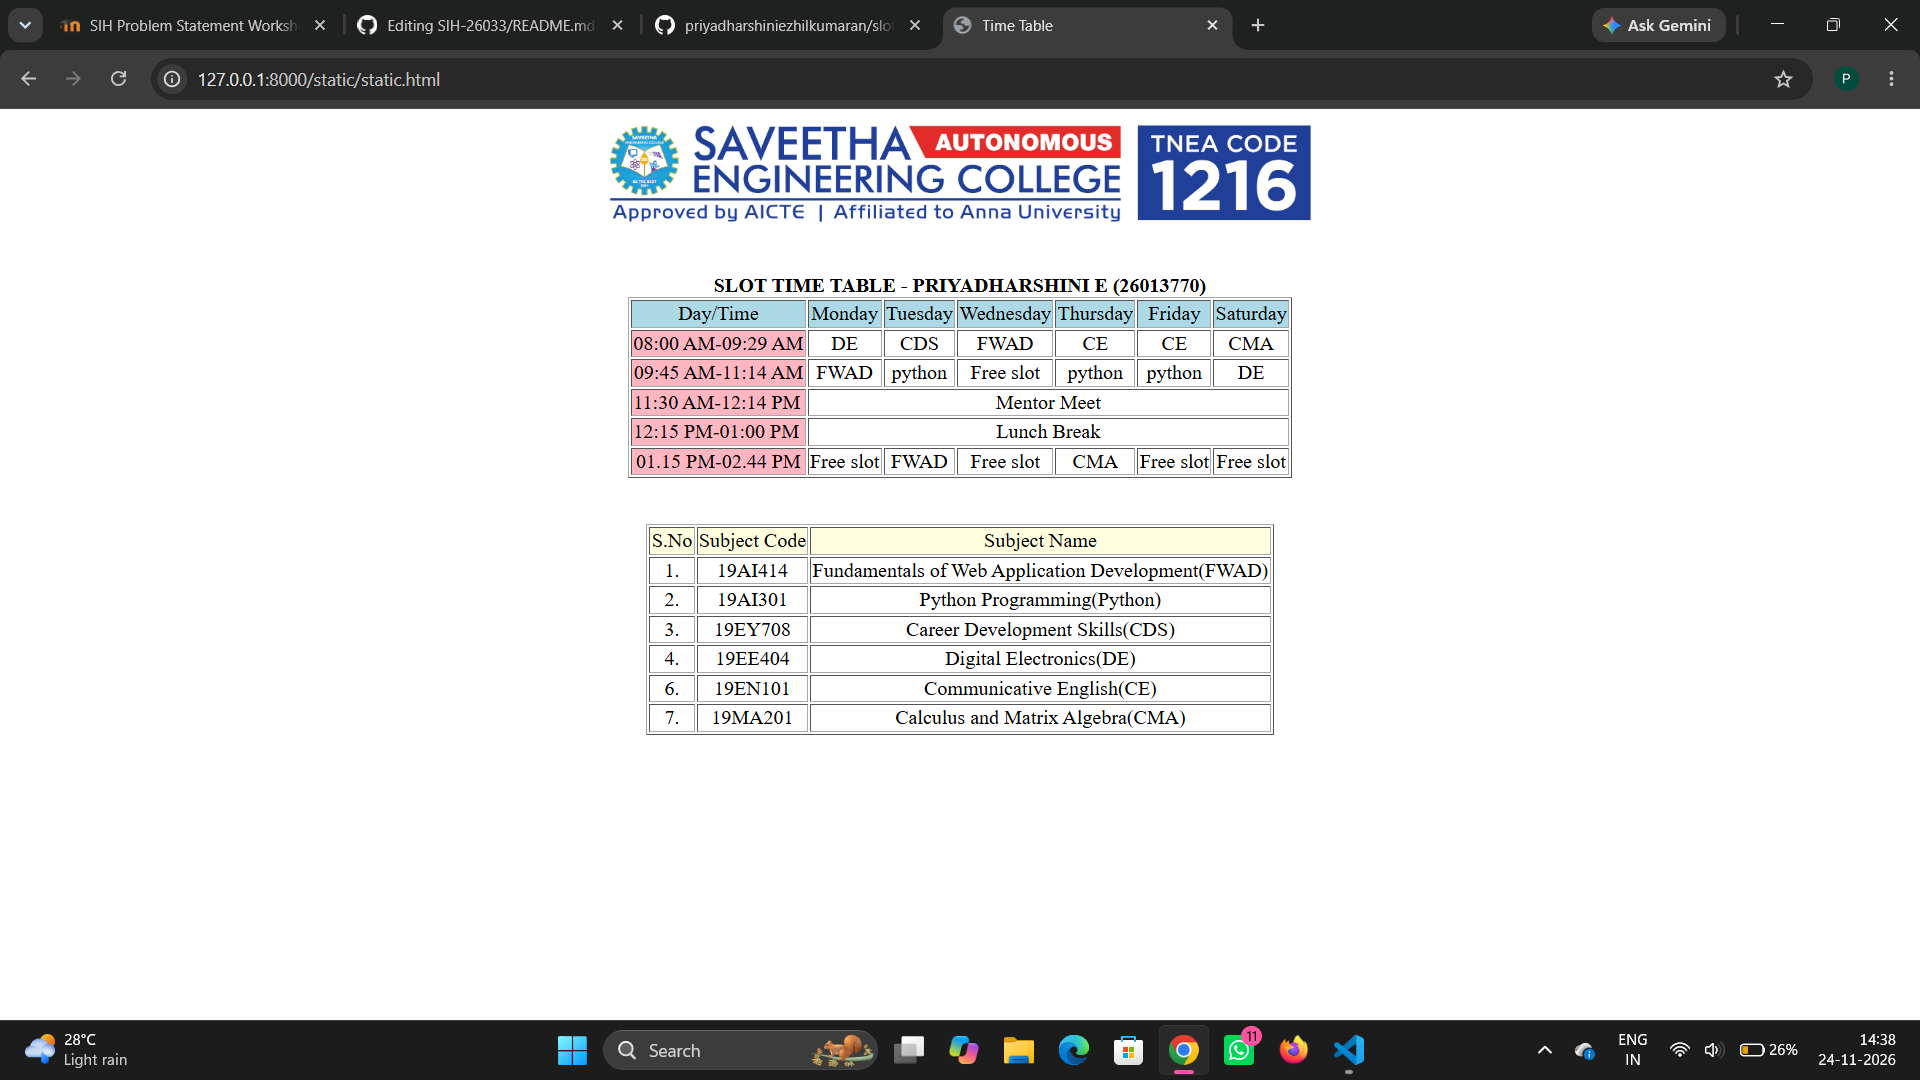 SIH Problem Statement Worksh
Editing SIH-26033/README.md
priyadharshiniezhilkumaran/slo
Time Table
Ask Gemini
127.0.0.1:8000/static/static.html
P
SAVEETHA AUTONOMOUS
ENGINEERING COLLEGE
Approved by AICTE | Affiliated to Anna University
TNEA CODE
1216
SLOT TIME TABLE - PRIYADHARSHINI E (26013770)
Day/Time Monday Tuesday Wednesday Thursday Friday Saturday
08:00 AM-09:29 AM DE CDS FWAD CE CE CMA
09:45 AM-11:14 AM FWAD python Free slot python python DE
11:30 AM-12:14 PM Mentor Meet
12:15 PM-01:00 PM Lunch Break
01.15 PM-02.44 PM Free slot FWAD Free slot CMA Free slot Free slot
S.No Subject Code Subject Name
1. 19AI414 Fundamentals of Web Application Development(FWAD)
2. 19AI301 Python Programming(Python)
3. 19EY708 Career Development Skills(CDS)
4. 19EE404 Digital Electronics(DE)
6. 19EN101 Communicative English(CE)
7. 19MA201 Calculus and Matrix Algebra(CMA)
28°C
Light rain
Search
11
ENG
IN
26%
14:38
24-11-2026